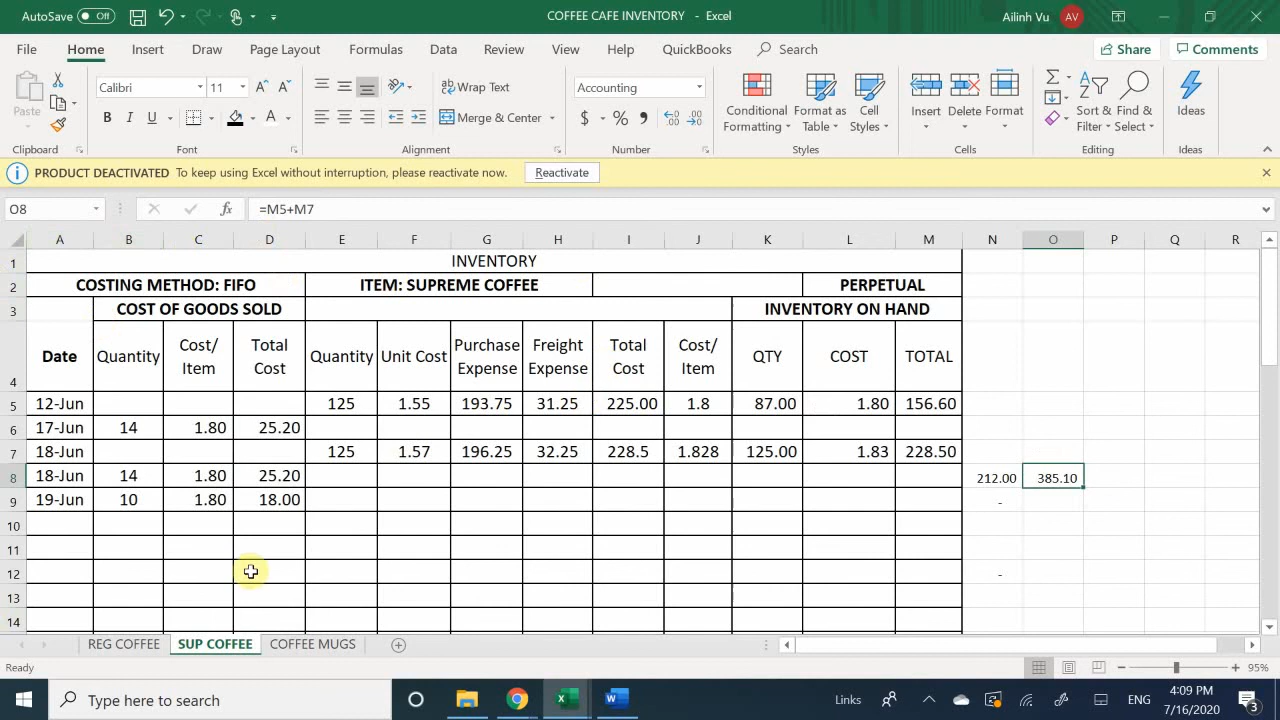 AutoSave Off COFFEE CAFE INVENTORY - Excel Ailinh Vu AV
File Home Insert Draw Page Layout Formulas Data Review View Help QuickBooks Search Share Comments
Calibri 11 Wrap Text Accounting
Paste B I U A Merge & Center $ % Conditional Formatting Format as Table Cell Styles Insert Delete Format Sort & Filter Find & Select Ideas
Clipboard Font Alignment Number Styles Cells Editing Ideas
PRODUCT DEACTIVATED To keep using Excel without interruption, please reactivate now. Reactivate
O8 fx =M5+M7
A B C D E F G H I J K L M N O P Q R
1 INVENTORY
2 COSTING METHOD: FIFO ITEM: SUPREME COFFEE PERPETUAL
3 COST OF GOODS SOLD INVENTORY ON HAND
4 Date Quantity Cost/ Item Total Cost Quantity Unit Cost Purchase Expense Freight Expense Total Cost Cost/ Item QTY COST TOTAL
5 12-Jun 125 1.55 193.75 31.25 225.00 1.8 87.00 1.80 156.60
6 17-Jun 14 1.80 25.20
7 18-Jun 125 1.57 196.25 32.25 228.5 1.828 125.00 1.83 228.50
8 18-Jun 14 1.80 25.20 212.00 385.10
9 19-Jun 10 1.80 18.00 -
10
11
12 -
13
14
REG COFFEE SUP COFFEE COFFEE MUGS
Ready 95%
Type here to search Links ENG 4:09 PM
7/16/2020 3